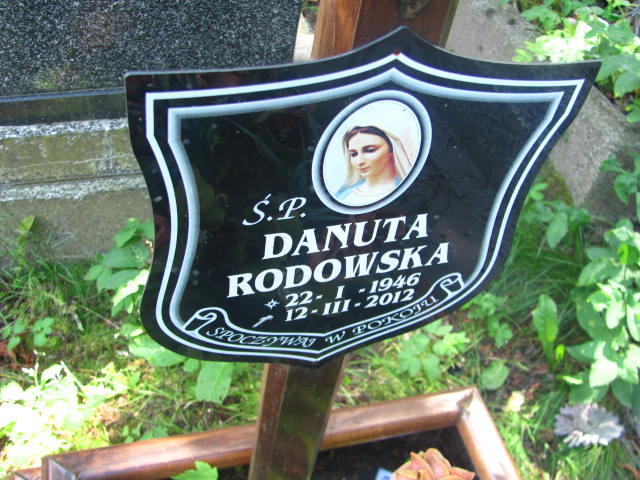 Ś.P.
DANUTA
RODOWSKA
22-I-1946
12-III-2012
SPOCZYWAJ W POKOJU